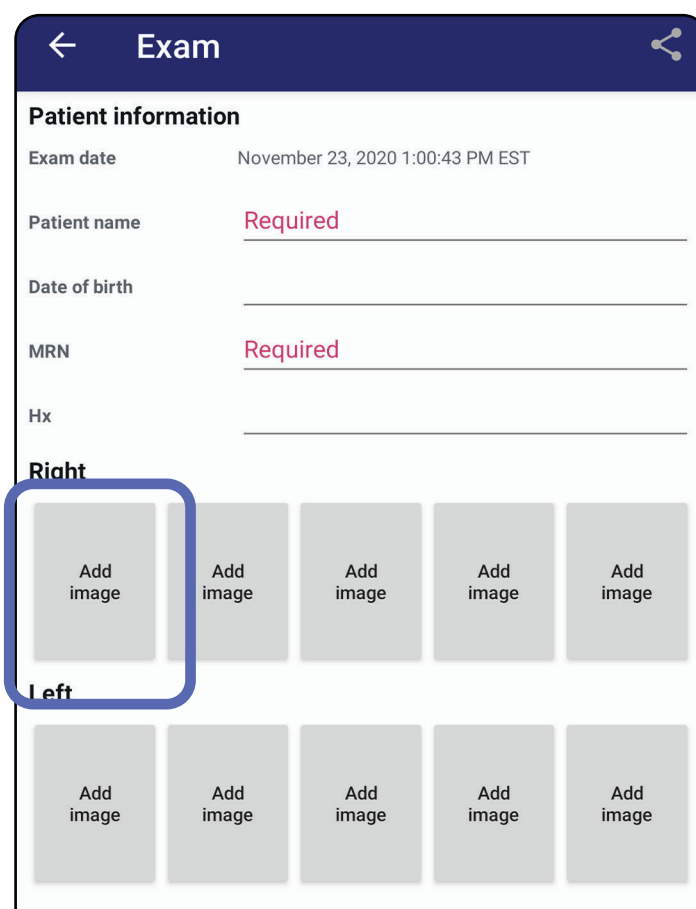 Exam
Patient information
Exam date November 23, 2020 1:00:43 PM EST
Patient name Required
Date of birth
MRN Required
Hx
Right
Add Add Add Add Add
image image image image image
Left
Add Add Add Add Add
image image image image image